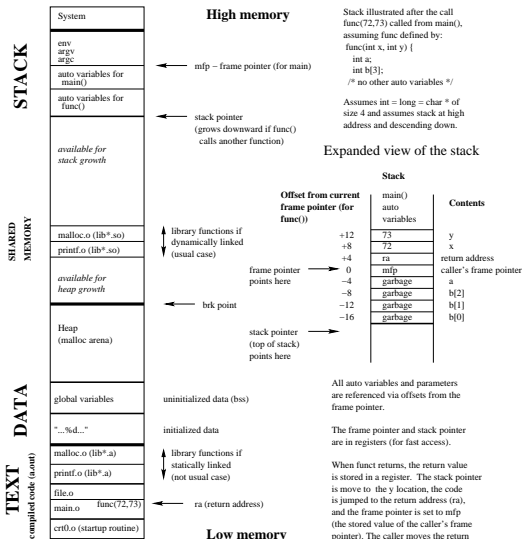 System
High memory
STACK
env
argv
argc
auto variables for
main()
auto variables for
func()
mfp – frame pointer (for main)
stack pointer
(grows downward if func()
calls another function)
available for
stack growth
SHARED
MEMORY
malloc.o (lib*.so)
printf.o (lib*.so)
library functions if
dynamically linked
(usual case)
available for
heap growth
brk point
Heap
(malloc arena)
DATA
global variables
uninitialized data (bss)
"...%d..."
initialized data
TEXT
compiled code (a.out)
malloc.o (lib*.a)
printf.o (lib*.a)
library functions if
statically linked
(not usual case)
file.o
main.o
func(72,73)
ra (return address)
crt0.o (startup routine)
Low memory
Stack illustrated after the call
func(72,73) called from main(),
assuming func defined by:
func(int x, int y) {
int a;
int b[3];
/* no other auto variables */
Assumes int = long = char * of
size 4 and assumes stack at high
address and descending down.
Expanded view of the stack
Stack
Offset from current
frame pointer (for
func())
main()
auto
variables
Contents
+12 73 y
+8 72 x
+4 ra return address
0 mfp caller's frame pointer
−4 garbage a
−8 garbage b[2]
−12 garbage b[1]
−16 garbage b[0]
frame pointer
points here
stack pointer
(top of stack)
points here
All auto variables and parameters
are referenced via offsets from the
frame pointer.
The frame pointer and stack pointer
are in registers (for fast access).
When funct returns, the return value
is stored in a register. The stack pointer
is move to the y location, the code
is jumped to the return address (ra),
and the frame pointer is set to mfp
(the stored value of the caller's frame
pointer). The caller moves the return